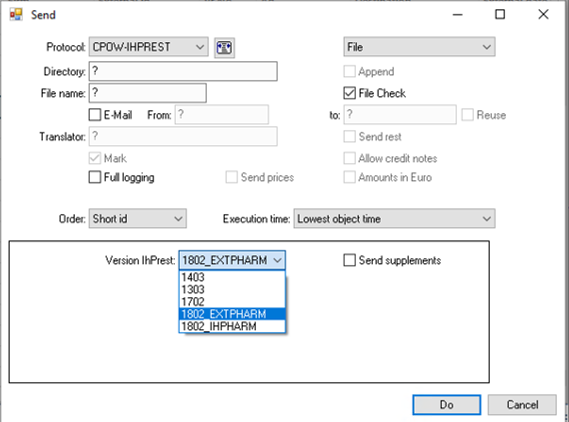 Send
Protocol: CPOW-IHPREST File
Directory: ? Append
File name: ? File Check
E-Mail From: ? to: ? Reuse
Translator: ? Send rest
Mark Allow credit notes
Full logging Send prices Amounts in Euro
Order: Short id Execution time: Lowest object time
Version IhPrest: 1802_EXTPHARM Send supplements
1403
1303
1702
1802_EXTPHARM
1802_IHPHARM
Do Cancel